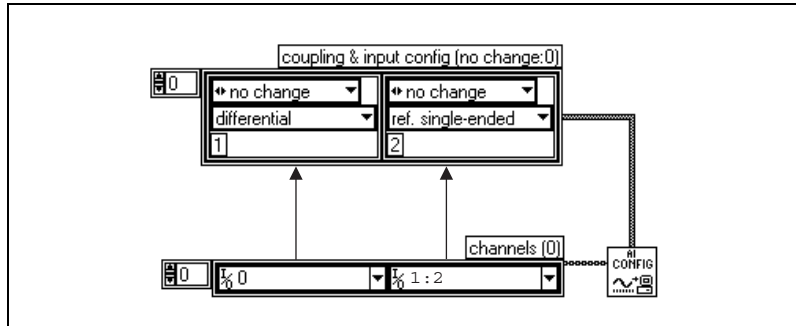 coupling & input config (no change:0)
0
no change no change
differential ref. single-ended
1 2
channels (0)
0 I/O 0 I/O 1:2
AI
CONFIG